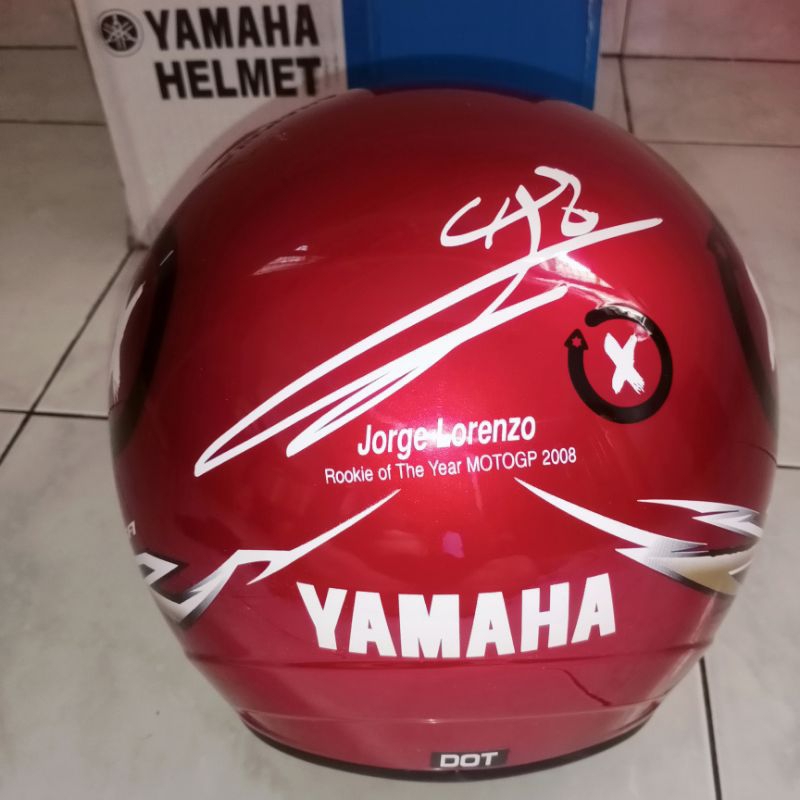 YAMAHA
HELMET
Jorge Lorenzo
Rookie of The Year MOTOGP 2008
X
YAMAHA
DOT